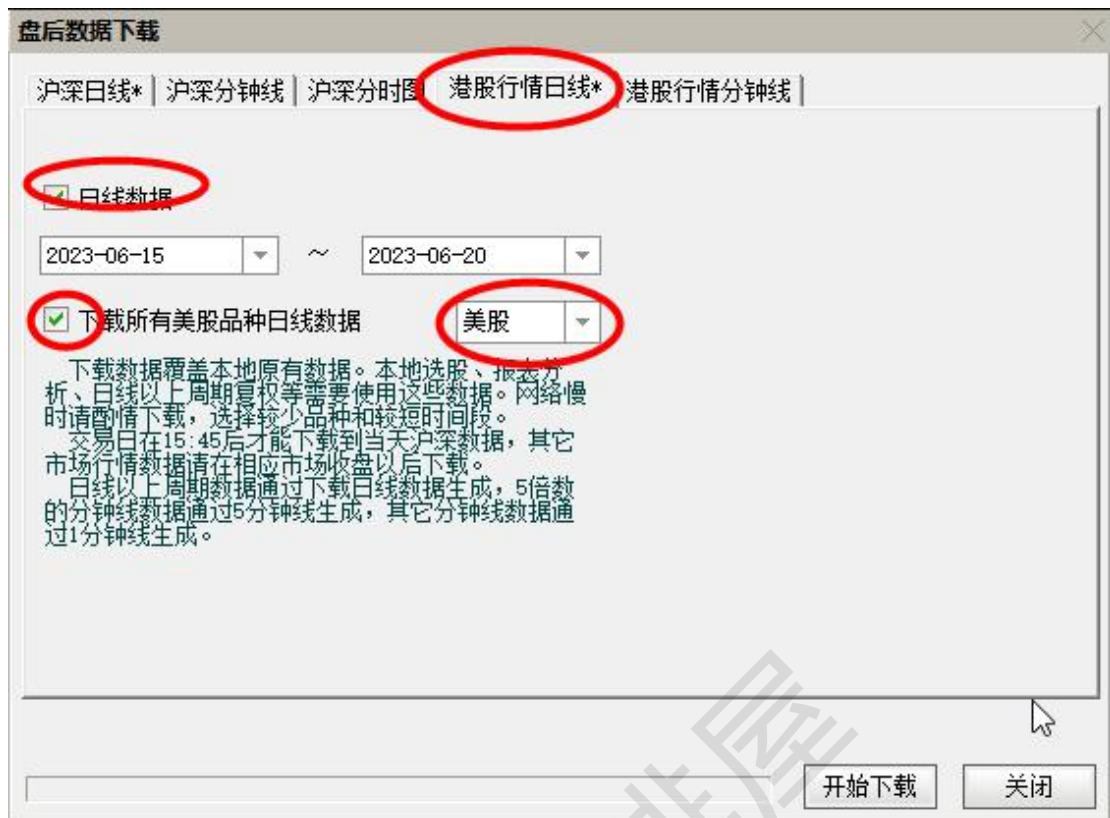 盘后数据下载
沪深日线* 沪深分钟线 沪深分时图 港股行情日线* 港股行情分钟线
日线数据
2023-06-15 ~ 2023-06-20
下载所有美股品种日线数据 美股
下载数据覆盖本地原有数据。本地选股、报表分
析、日线以上周期复权等需要使用这些数据。网络慢
时请酌情下载，选择较少品种和较短时间段。
交易日在15:45后才能下载到当天沪深数据，其它
市场行情数据请在相应市场收盘以后下载。
日线以上周期数据通过下载日线数据生成，5倍数
的分钟线数据通过5分钟线生成，其它分钟线数据通
过1分钟线生成。
开始下载 关闭